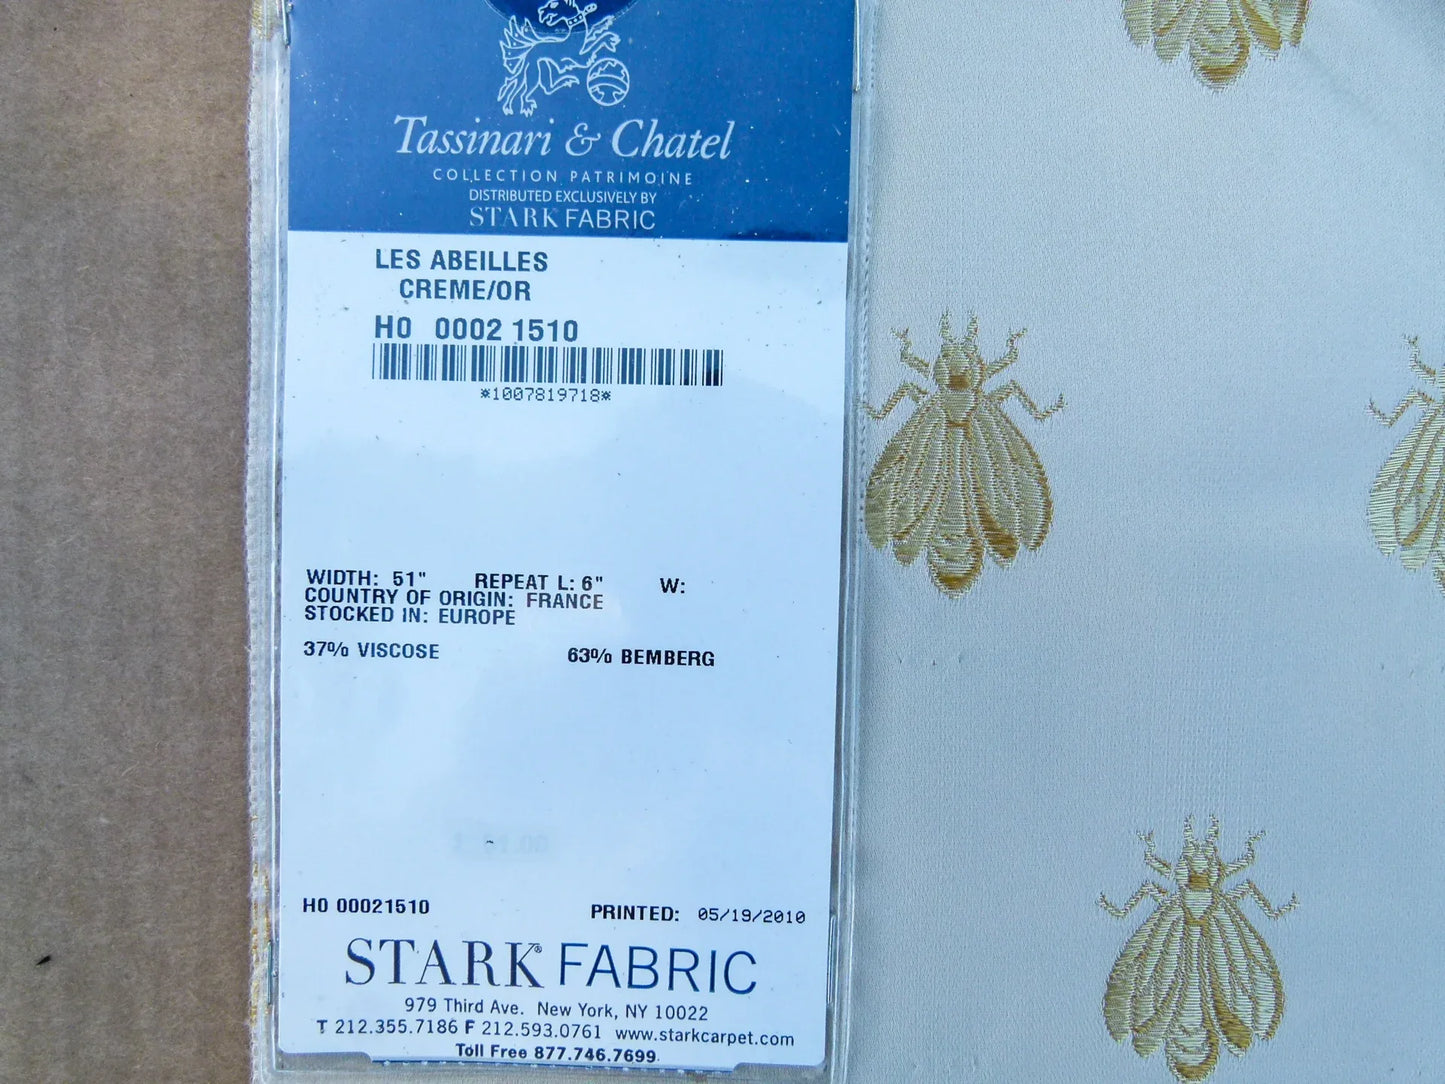 Tassinari & Chatel
COLLECTION PATRIMOINE
DISTRIBUTED EXCLUSIVELY BY
STARK FABRIC
LES ABEILLES
CREME/OR
H0 0002 1510
*1007819718*
WIDTH: 51" REPEAT L: 6" W:
COUNTRY OF ORIGIN: FRANCE
STOCKED IN: EUROPE
37% VISCOSE 63% BEMBERG
H0 00021510 PRINTED: 05/19/2010
STARK® FABRIC
979 Third Ave. New York, NY 10022
T 212.355.7186 F 212.593.0761 www.starkcarpet.com
Toll Free 877.746.7699